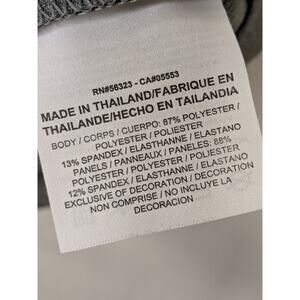 RN#56323 - CA#05553
MADE IN THAILAND/FABRIQUE EN
THAILANDE/HECHO EN TAILANDIA
BODY / CORPS / CUERPO: 87% POLYESTER /
POLYESTER / POLIESTER
13% SPANDEX / ELASTHANNE / ELASTANO
PANELS / PANNEAUX / PANELES: 88%
POLYESTER / POLYESTER / POLIESTER
12% SPANDEX / ELASTHANNE / ELASTANO
EXCLUSIVE OF DECORATION / DECORATION
NON COMPRISE / NO INCLUYE LA
DECORACION